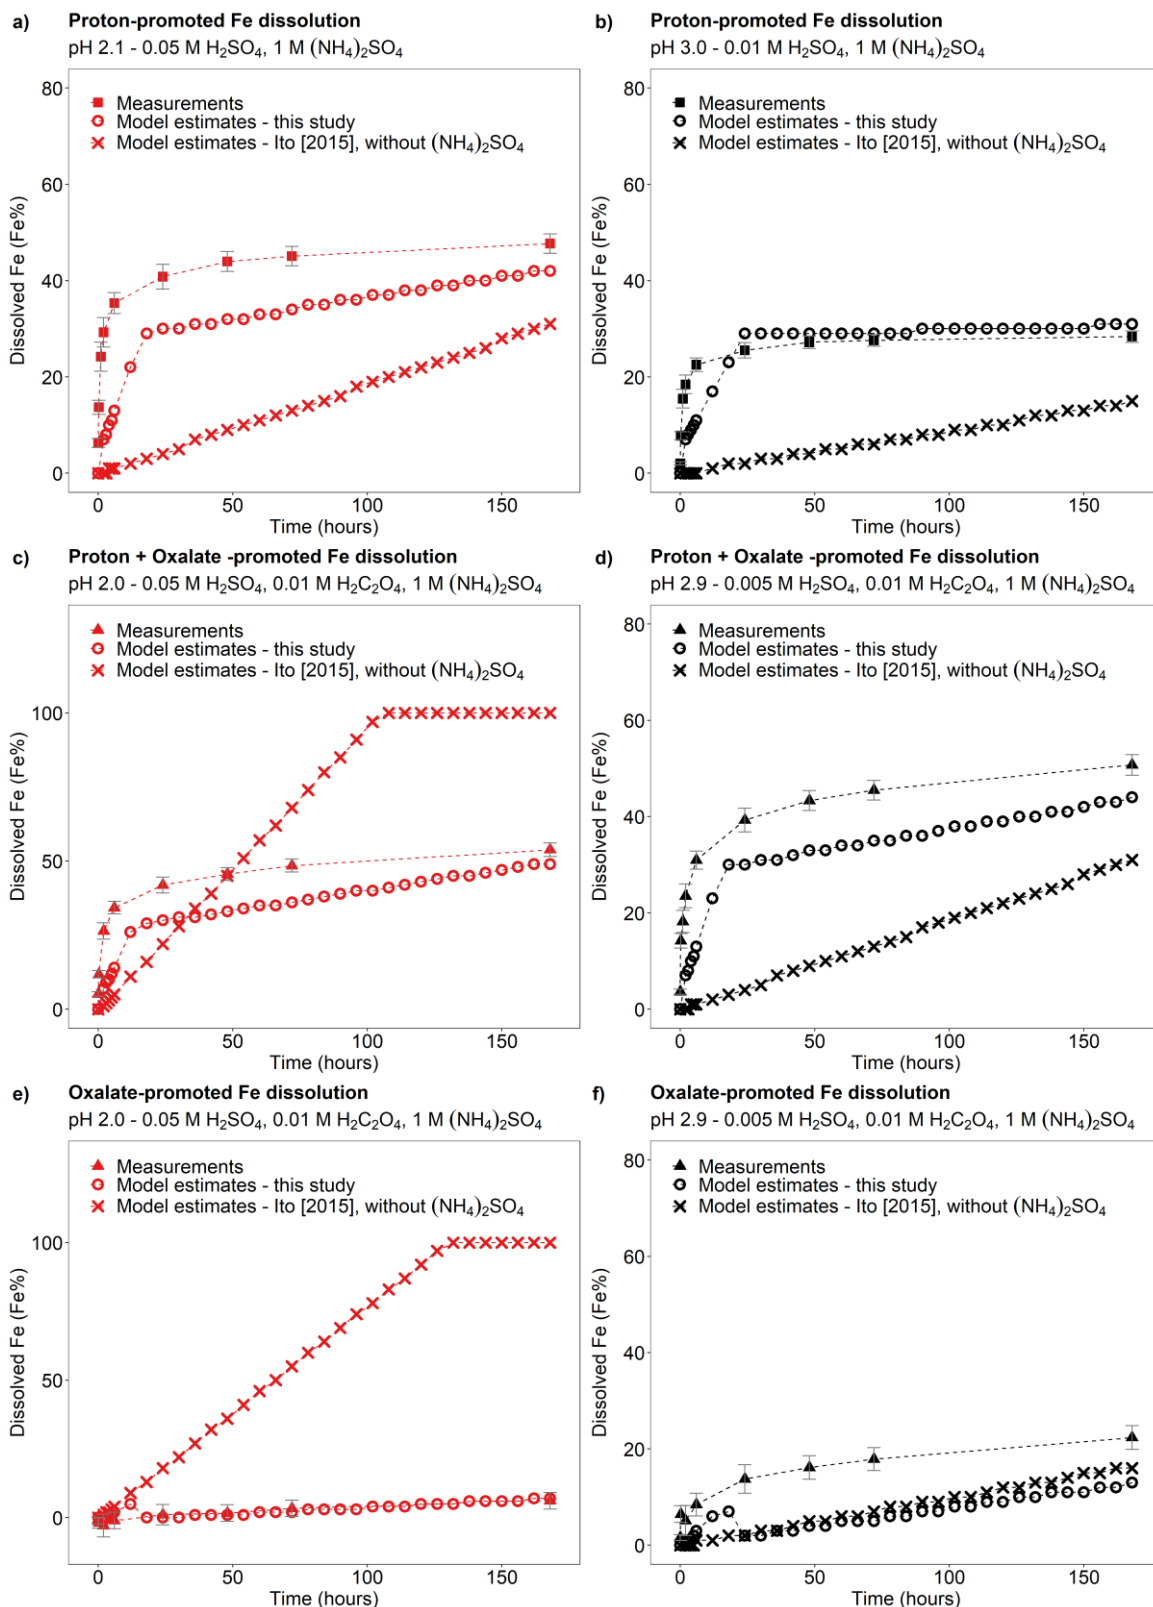 a) Proton-promoted Fe dissolution
pH 2.1 - 0.05 M H₂SO₄, 1 M (NH₄)₂SO₄
Measurements
Model estimates - this study
Model estimates - Ito [2015], without (NH₄)₂SO₄
Dissolved Fe (Fe%)
80
60
40
20
0
0 50 100 150
Time (hours)
b) Proton-promoted Fe dissolution
pH 3.0 - 0.01 M H₂SO₄, 1 M (NH₄)₂SO₄
Measurements
Model estimates - this study
Model estimates - Ito [2015], without (NH₄)₂SO₄
Dissolved Fe (Fe%)
80
60
40
20
0
0 50 100 150
Time (hours)
c) Proton + Oxalate -promoted Fe dissolution
pH 2.0 - 0.05 M H₂SO₄, 0.01 M H₂C₂O₄, 1 M (NH₄)₂SO₄
Measurements
Model estimates - this study
Model estimates - Ito [2015], without (NH₄)₂SO₄
Dissolved Fe (Fe%)
100
50
0
0 50 100 150
Time (hours)
d) Proton + Oxalate -promoted Fe dissolution
pH 2.9 - 0.005 M H₂SO₄, 0.01 M H₂C₂O₄, 1 M (NH₄)₂SO₄
Measurements
Model estimates - this study
Model estimates - Ito [2015], without (NH₄)₂SO₄
Dissolved Fe (Fe%)
80
60
40
20
0
0 50 100 150
Time (hours)
e) Oxalate-promoted Fe dissolution
pH 2.0 - 0.05 M H₂SO₄, 0.01 M H₂C₂O₄, 1 M (NH₄)₂SO₄
Measurements
Model estimates - this study
Model estimates - Ito [2015], without (NH₄)₂SO₄
Dissolved Fe (Fe%)
100
50
0
0 50 100 150
Time (hours)
f) Oxalate-promoted Fe dissolution
pH 2.9 - 0.005 M H₂SO₄, 0.01 M H₂C₂O₄, 1 M (NH₄)₂SO₄
Measurements
Model estimates - this study
Model estimates - Ito [2015], without (NH₄)₂SO₄
Dissolved Fe (Fe%)
80
60
40
20
0
0 50 100 150
Time (hours)